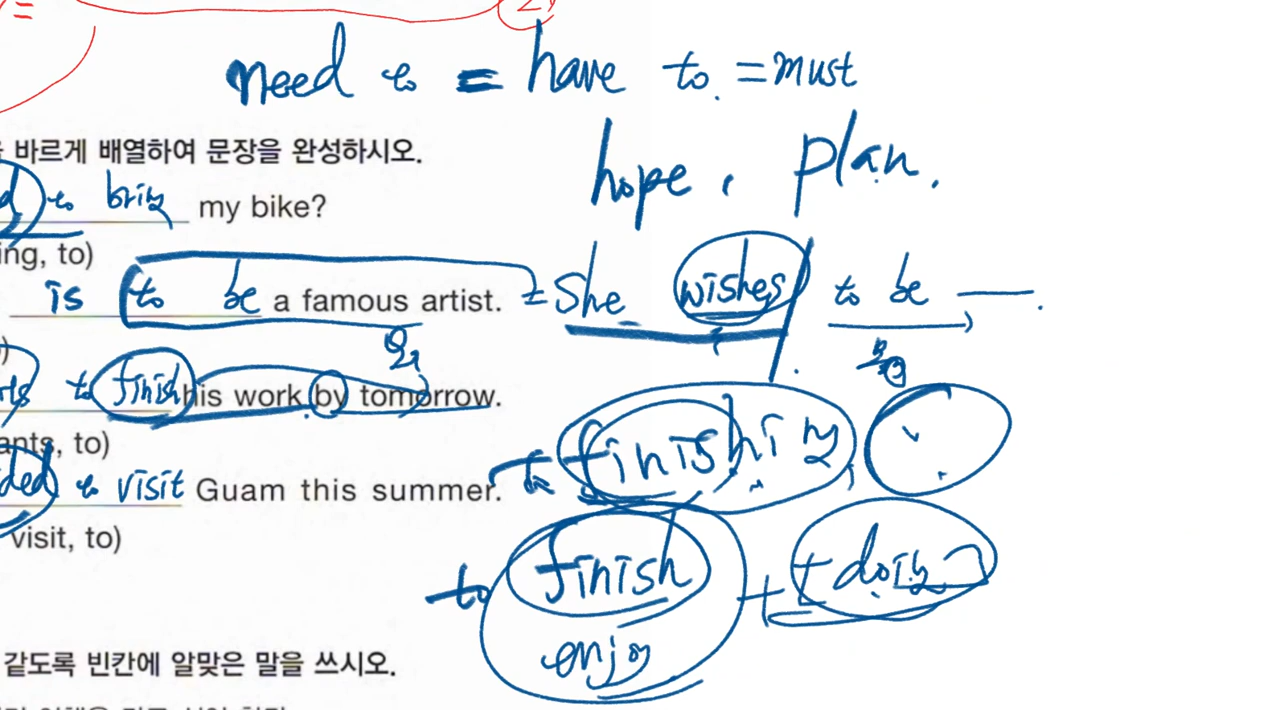 need to = have to = must
바르게 배열하여 문장을 완성하시오.
hope, plan.
to bring my bike?
ing, to)
is to be a famous artist. = She wishes to be
to finish his work by tomorrow.
finishing
ants, to)
ded to visit Guam this summer.
visit, to)
to finish + doing
enjoy
같도록 빈칸에 알맞은 말을 쓰시오.